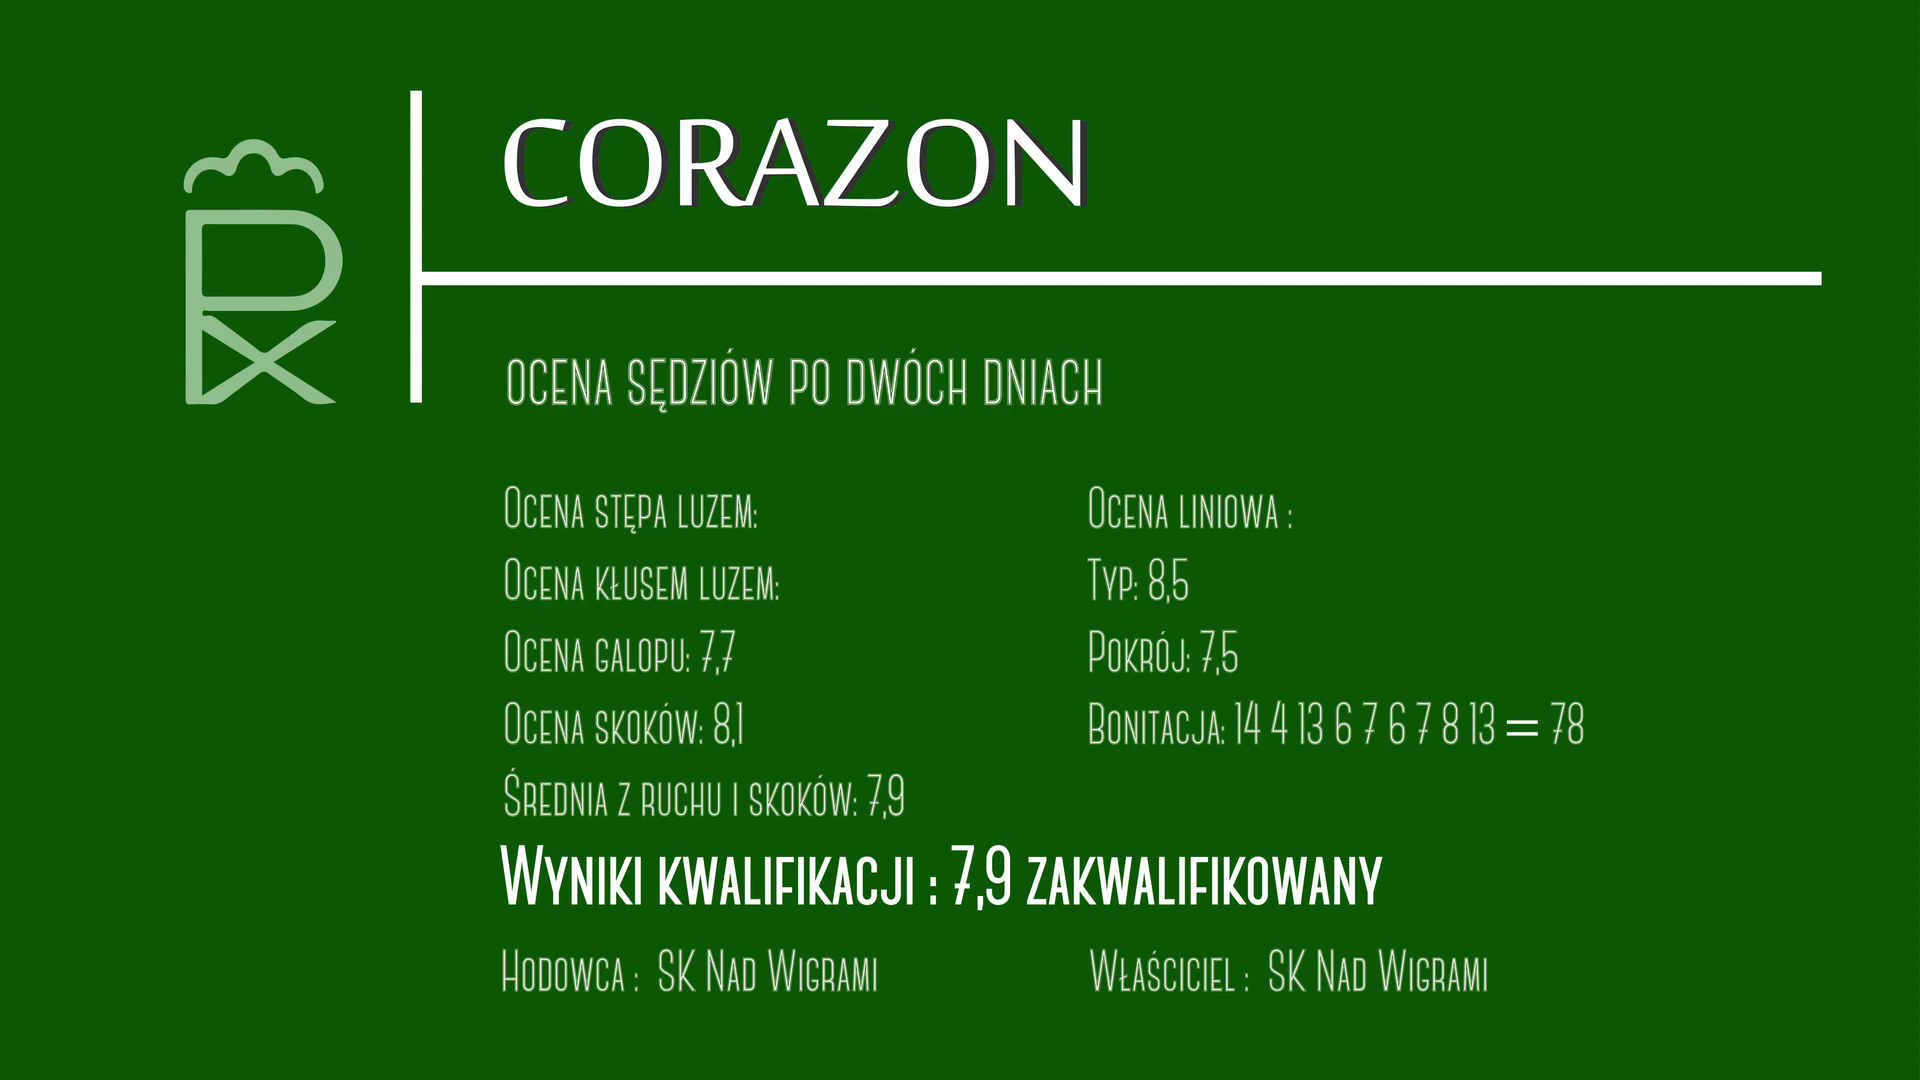 CORAZON
OCENA SĘDZIÓW PO DWÓCH DNIACH
Ocena stępa luzem:
Ocena kłusem luzem:
Ocena galopu: 7,7
Ocena skoków: 8,1
Średnia z ruchu i skoków: 7,9
Ocena liniowa :
Typ: 8,5
Pokrój: 7,5
Bonitacja: 14 4 13 6 7 6 7 8 13 = 78
Wyniki kwalifikacji : 7,9 zakwalifikowany
Hodowca : SK Nad Wigrami
Właściciel : SK Nad Wigrami